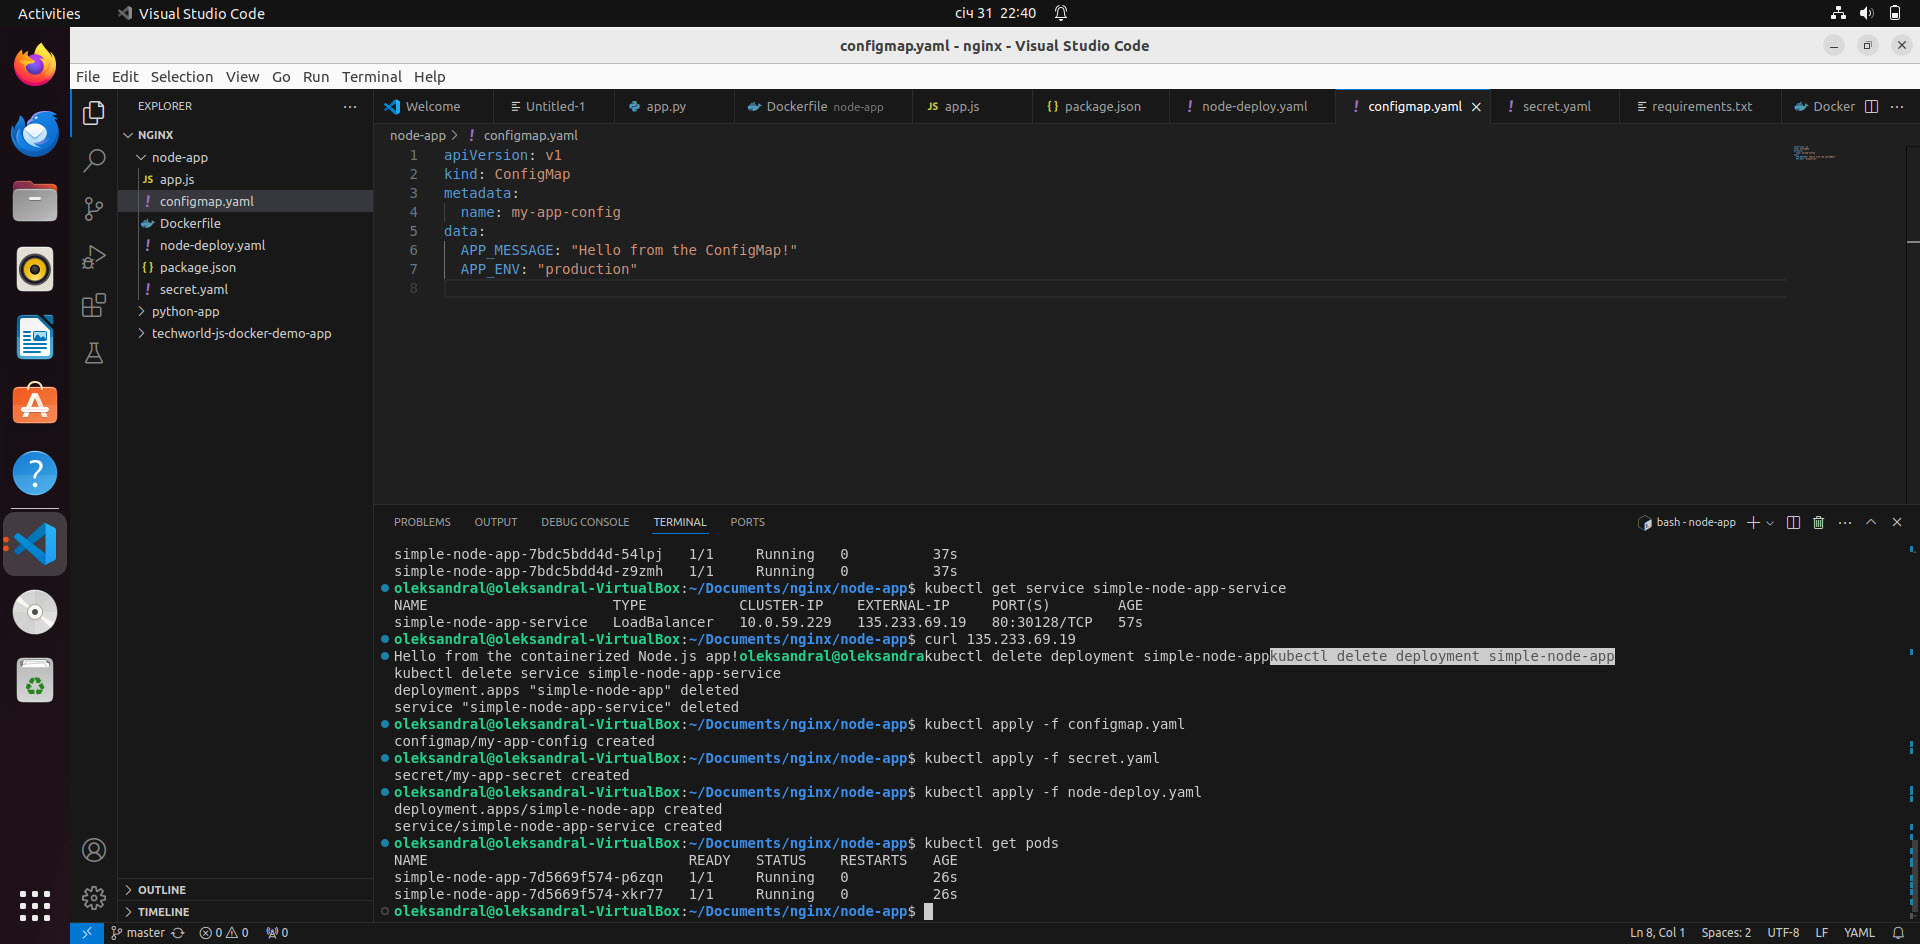 Activities
Visual Studio Code
січ 31 22:40
configmap.yaml - nginx - Visual Studio Code
File Edit Selection View Go Run Terminal Help
EXPLORER
Welcome
Untitled-1
app.py
Dockerfile node-app
JS app.js
{} package.json
! node-deploy.yaml
! configmap.yaml
! secret.yaml
requirements.txt
Docker
NGINX
node-app
JS app.js
! configmap.yaml
Dockerfile
! node-deploy.yaml
{} package.json
! secret.yaml
python-app
techworld-js-docker-demo-app
OUTLINE
TIMELINE
node-app > ! configmap.yaml
1 apiVersion: v1
2 kind: ConfigMap
3 metadata:
4 name: my-app-config
5 data:
6 APP_MESSAGE: "Hello from the ConfigMap!"
7 APP_ENV: "production"
8
PROBLEMS OUTPUT DEBUG CONSOLE TERMINAL PORTS
bash - node-app
simple-node-app-7bdc5bdd4d-54lpj 1/1 Running 0 37s
simple-node-app-7bdc5bdd4d-z9zmh 1/1 Running 0 37s
oleksandral@oleksandral-VirtualBox:~/Documents/nginx/node-app$ kubectl get service simple-node-app-service
NAME TYPE CLUSTER-IP EXTERNAL-IP PORT(S) AGE
simple-node-app-service LoadBalancer 10.0.59.229 135.233.69.19 80:30128/TCP 57s
oleksandral@oleksandral-VirtualBox:~/Documents/nginx/node-app$ curl 135.233.69.19
Hello from the containerized Node.js app!oleksandral@oleksandrakubectl delete deployment simple-node-appkubectl delete deployment simple-node-app
kubectl delete service simple-node-app-service
deployment.apps "simple-node-app" deleted
service "simple-node-app-service" deleted
oleksandral@oleksandral-VirtualBox:~/Documents/nginx/node-app$ kubectl apply -f configmap.yaml
configmap/my-app-config created
oleksandral@oleksandral-VirtualBox:~/Documents/nginx/node-app$ kubectl apply -f secret.yaml
secret/my-app-secret created
oleksandral@oleksandral-VirtualBox:~/Documents/nginx/node-app$ kubectl apply -f node-deploy.yaml
deployment.apps/simple-node-app created
service/simple-node-app-service created
oleksandral@oleksandral-VirtualBox:~/Documents/nginx/node-app$ kubectl get pods
NAME READY STATUS RESTARTS AGE
simple-node-app-7d5669f574-p6zqn 1/1 Running 0 26s
simple-node-app-7d5669f574-xkr77 1/1 Running 0 26s
oleksandral@oleksandral-VirtualBox:~/Documents/nginx/node-app$
master
0 0
0
Ln 8, Col 1
Spaces: 2
UTF-8
LF
YAML